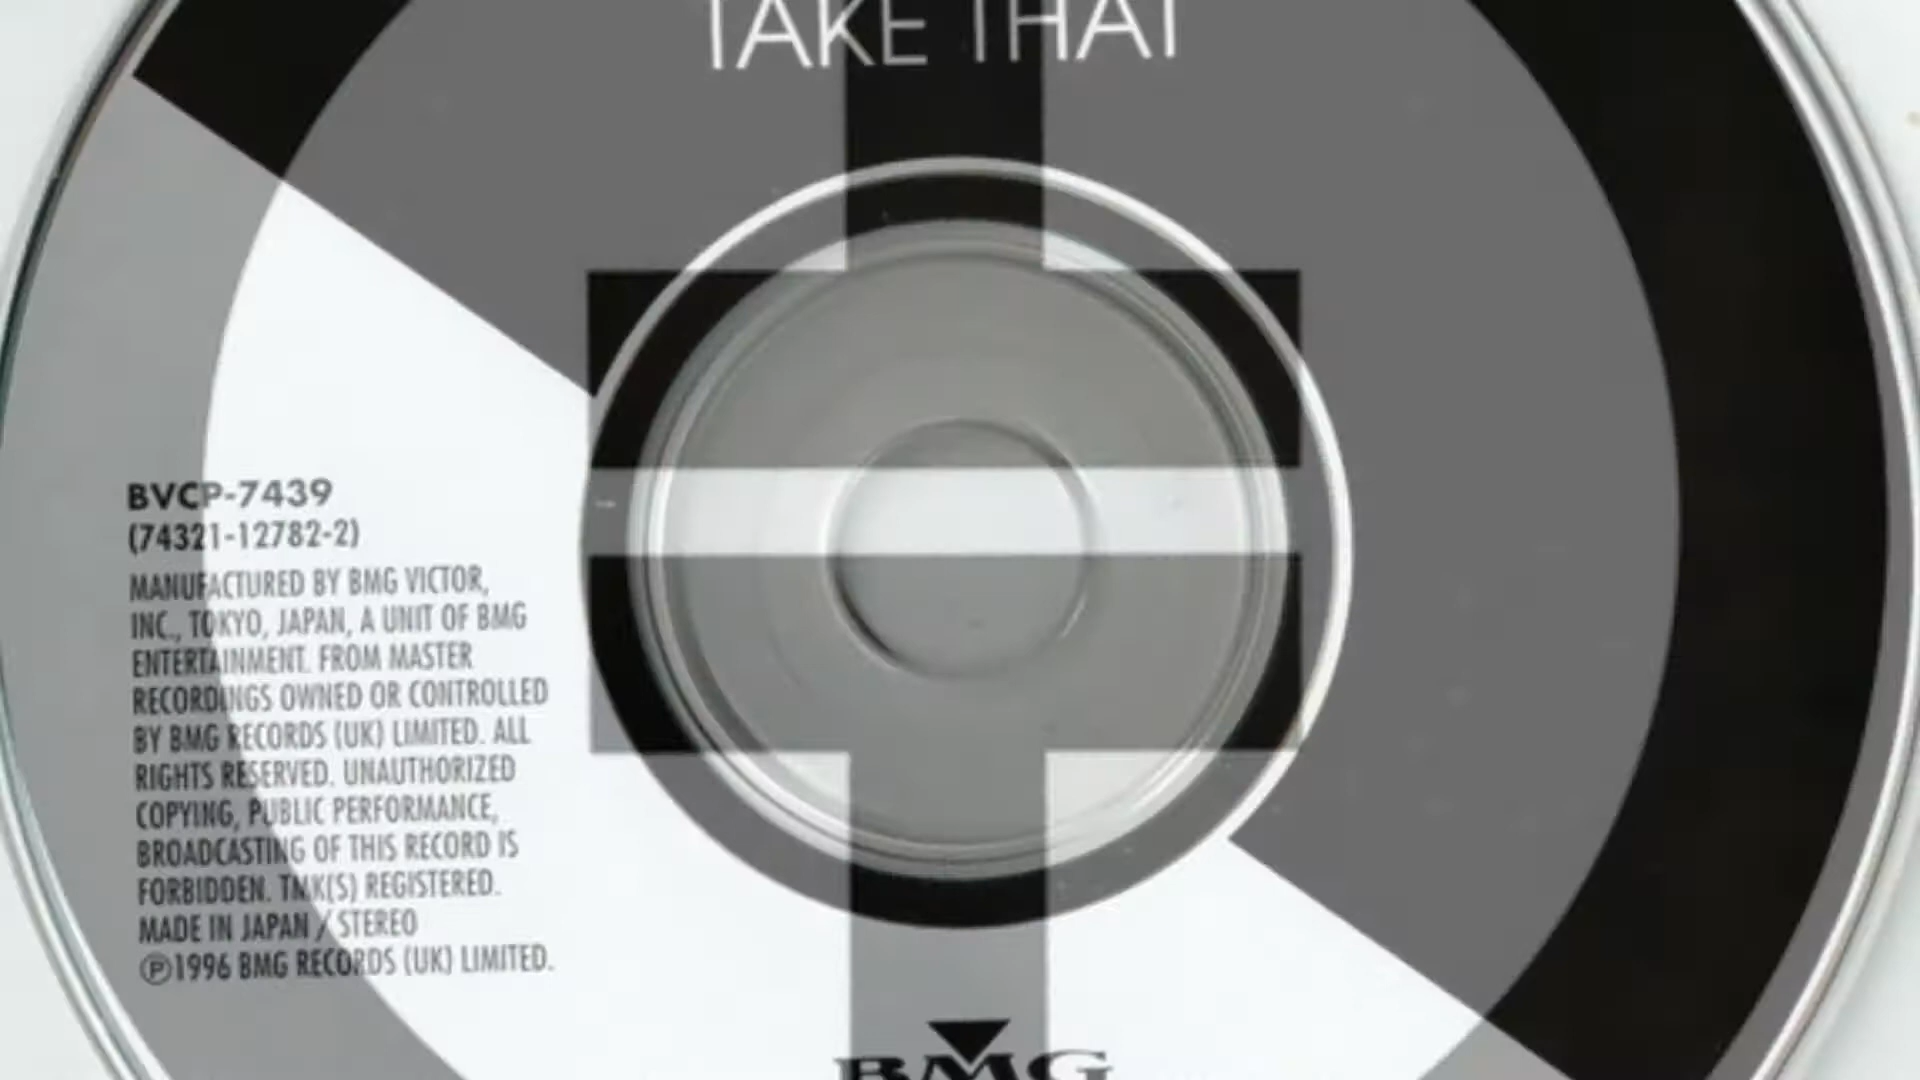 TAKE THAT
BVCP-7439
(74321-12782-2)
MANUFACTURED BY BMG VICTOR,
INC., TOKYO, JAPAN, A UNIT OF BMG
ENTERTAINMENT. FROM MASTER
RECORDINGS OWNED OR CONTROLLED
BY BMG RECORDS (UK) LIMITED. ALL
RIGHTS RESERVED. UNAUTHORIZED
COPYING, PUBLIC PERFORMANCE,
BROADCASTING OF THIS RECORD IS
FORBIDDEN. TMK(S) REGISTERED.
MADE IN JAPAN / STEREO
℗1996 BMG RECORDS (UK) LIMITED.
BMG